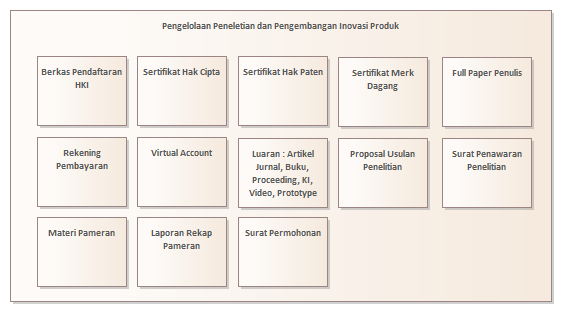 Pengelolaan Peneletian dan Pengembangan Inovasi Produk
Berkas Pendaftaran
HKI
Sertifikat Hak Cipta
Sertifikat Hak Paten
Sertifikat Merk
Dagang
Full Paper Penulis
Rekening
Pembayaran
Virtual Account
Luaran : Artikel
Jurnal, Buku,
Proceeding, KI,
Video, Prototype
Proposal Usulan
Penelitian
Surat Penawaran
Penelitian
Materi Pameran
Laporan Rekap
Pameran
Surat Permohonan